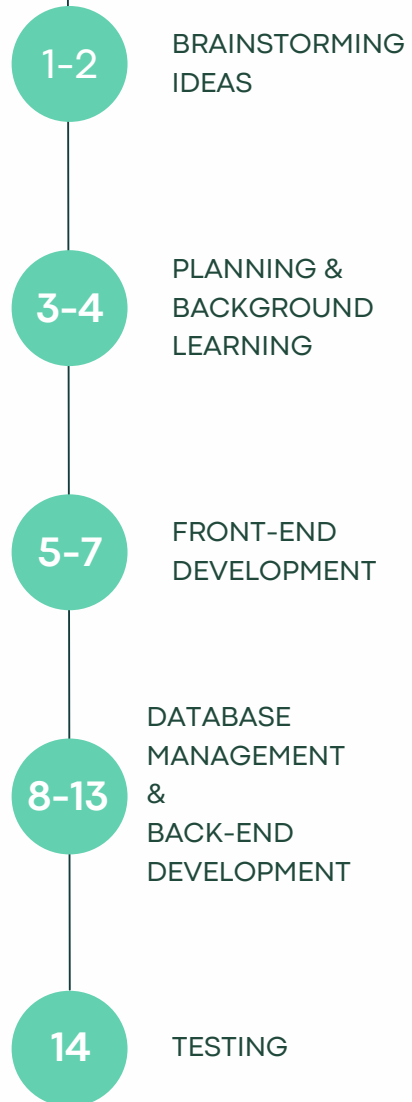 1-2
BRAINSTORMING
IDEAS
3-4
PLANNING &
BACKGROUND
LEARNING
5-7
FRONT-END
DEVELOPMENT
8-13
DATABASE
MANAGEMENT
&
BACK-END
DEVELOPMENT
14
TESTING